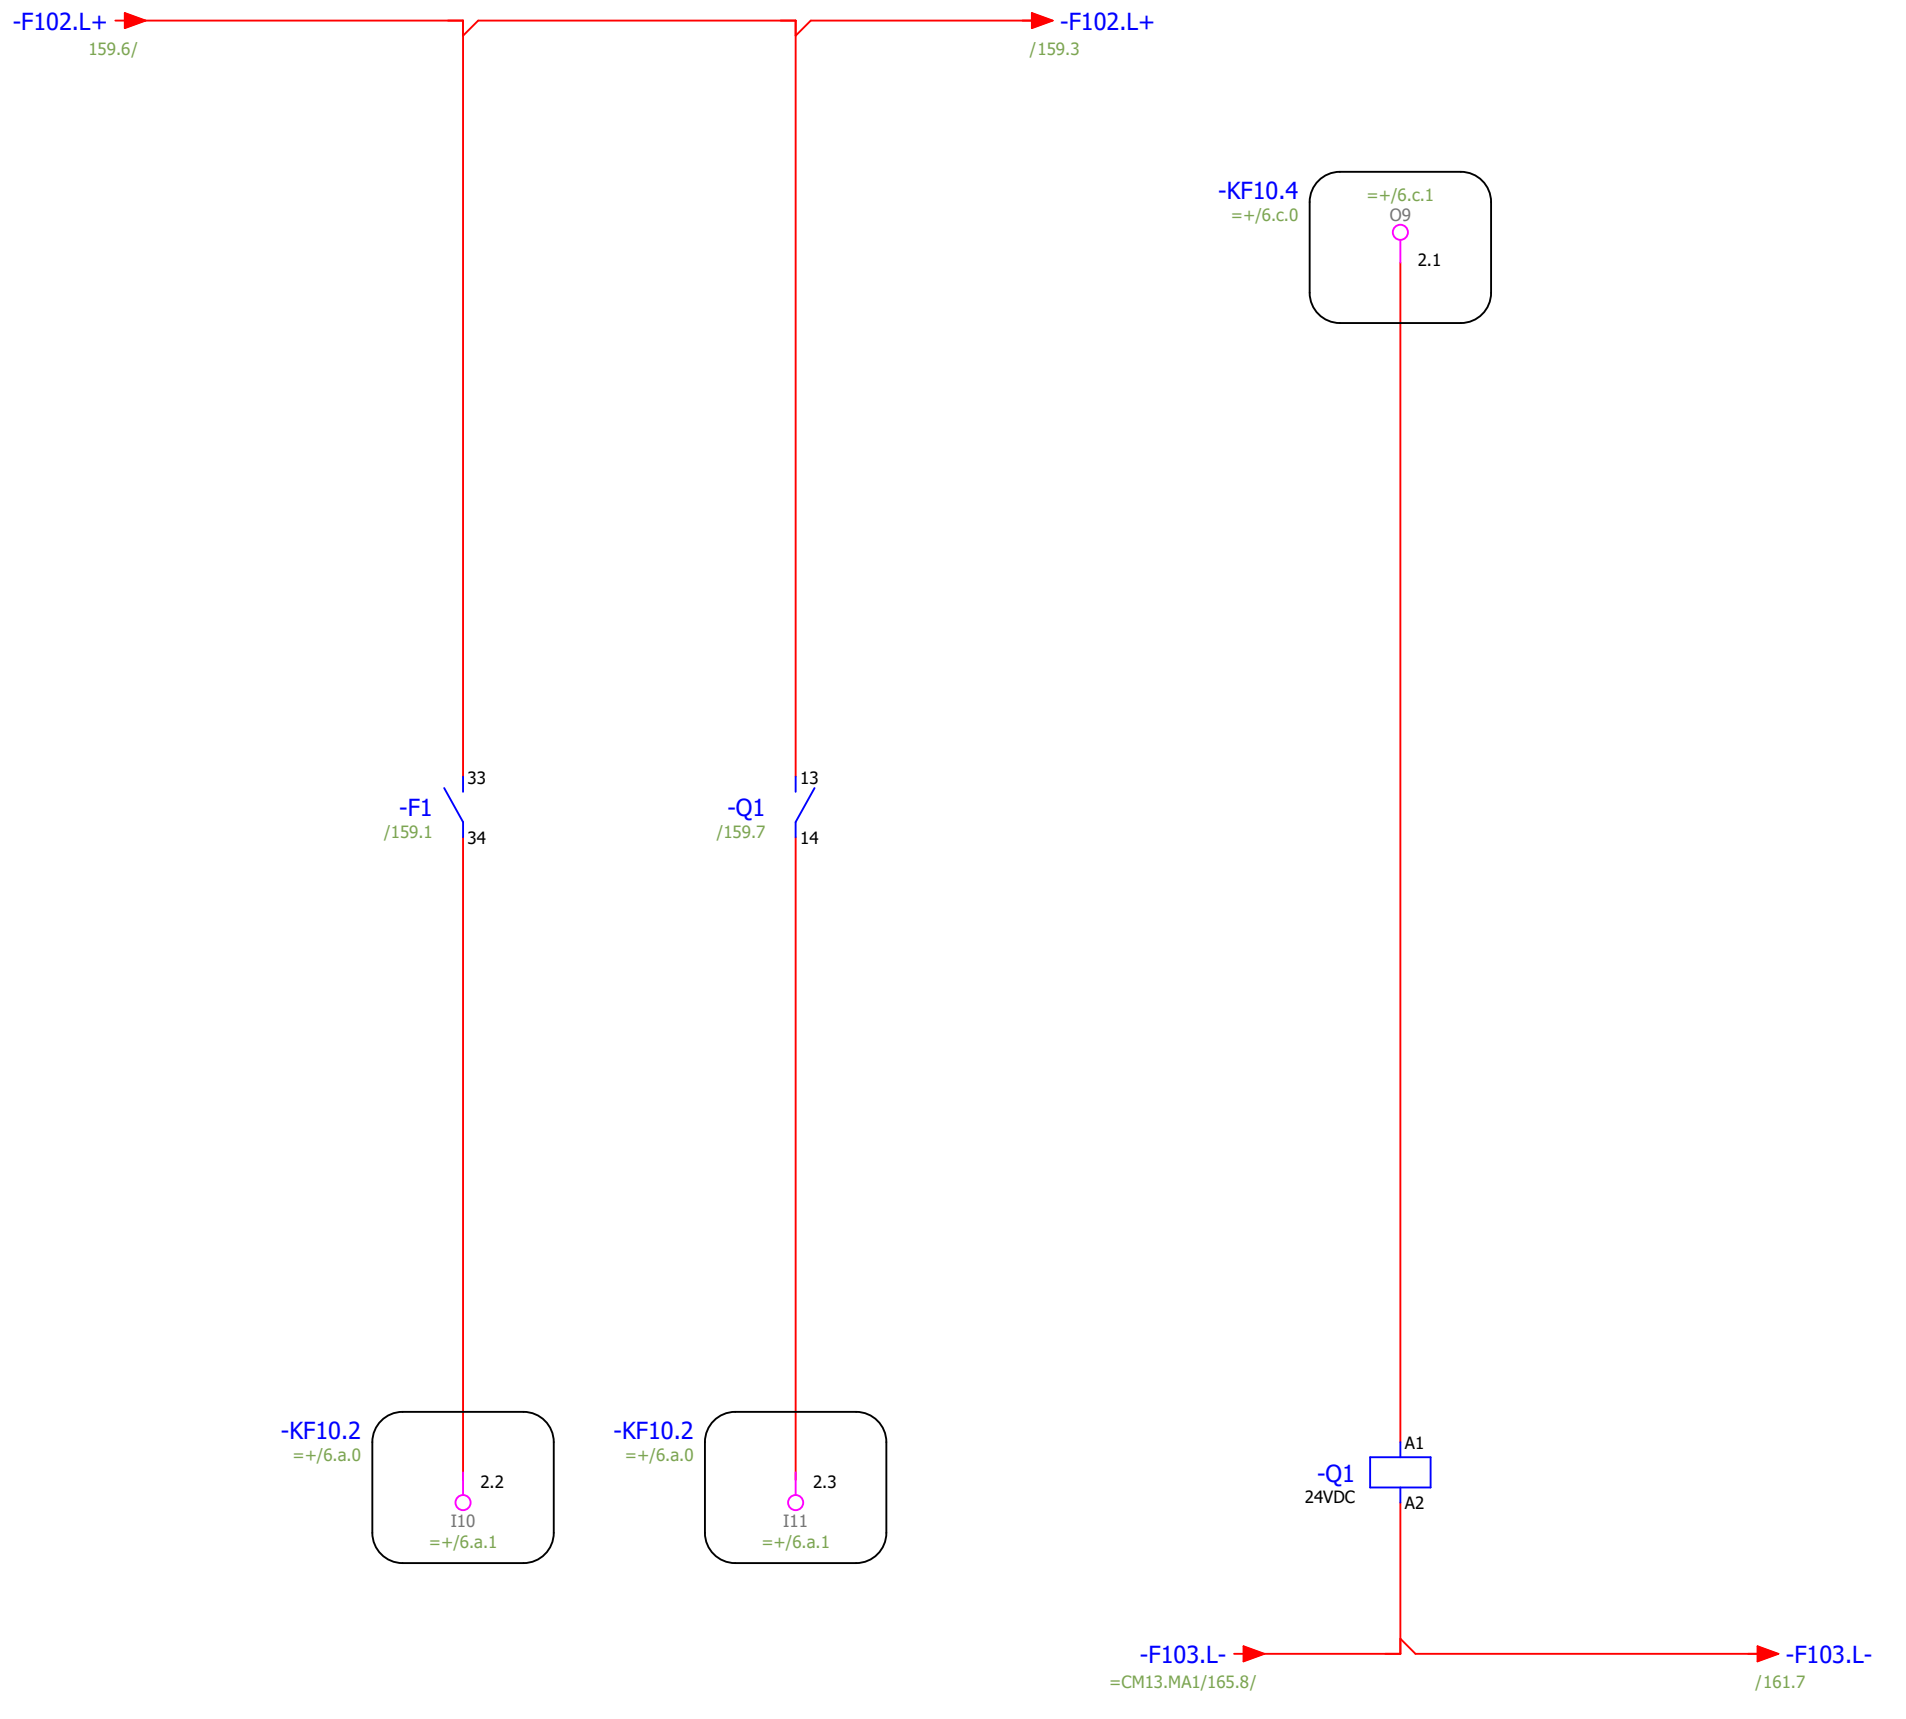 -F102.L+
159.6/
-F102.L+
/159.3
-KF10.4
=+/6.c.0
=+/6.c.1
O9
2.1
-F1
/159.1
33
34
-Q1
/159.7
13
14
-KF10.2
=+/6.a.0
2.2
I10
=+/6.a.1
-KF10.2
=+/6.a.0
2.3
I11
=+/6.a.1
-Q1
24VDC
A1
A2
-F103.L-
=CM13.MA1/165.8/
-F103.L-
/161.7